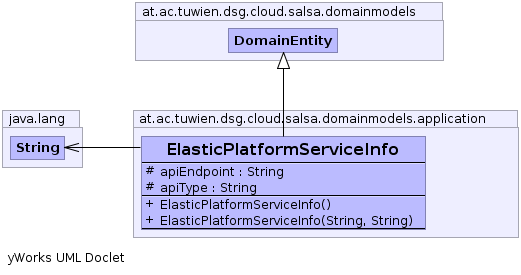 at.ac.tuwien.dsg.cloud.salsa.domainmodels
DomainEntity
java.lang
String
at.ac.tuwien.dsg.cloud.salsa.domainmodels.application
ElasticPlatformServiceInfo
# apiEndpoint : String
# apiType : String
+ ElasticPlatformServiceInfo()
+ ElasticPlatformServiceInfo(String, String)
yWorks UML Doclet